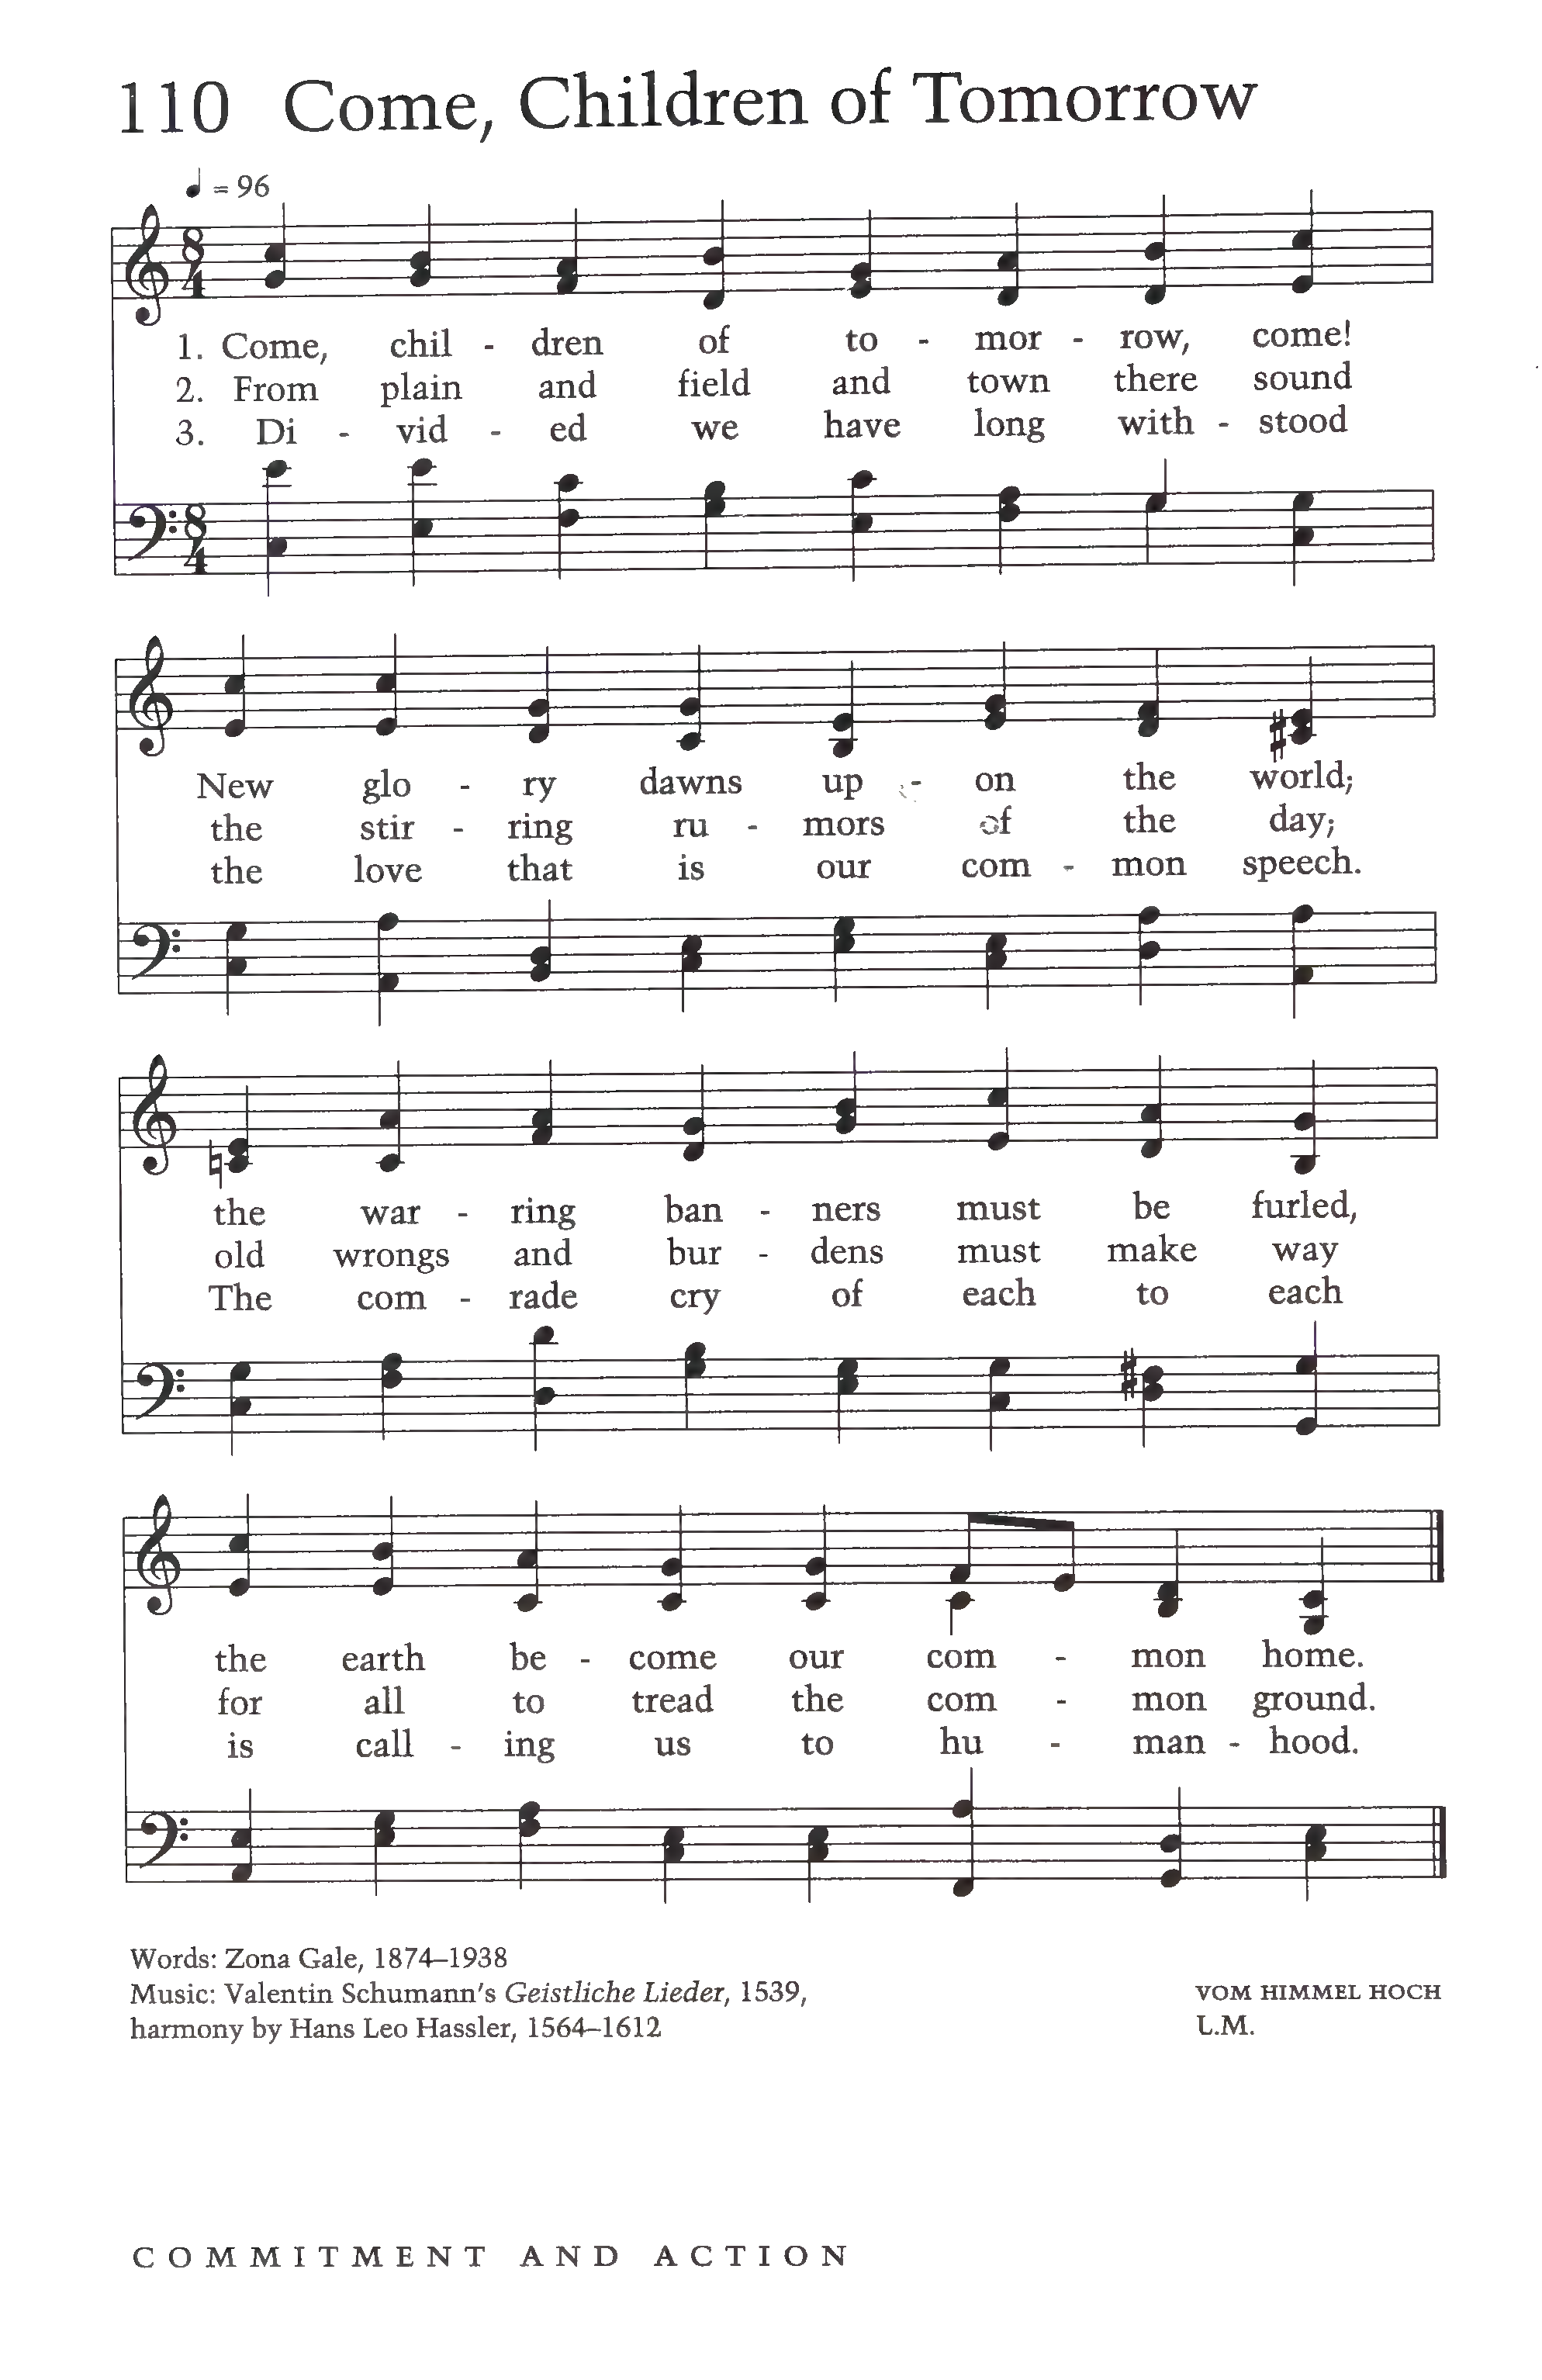 110 Come, Children of Tomorrow
♩ = 96
8
4
1. Come, chil - dren of to - mor - row, come!
2. From plain and field and town there sound
3. Di - vid - ed we have long with - stood
8
4
New glo - ry dawns up - on the world;
the stir - ring ru - mors of the day;
the love that is our com - mon speech.
the war - ring ban - ners must be furled,
old wrongs and bur - dens must make way
The com - rade cry of each to each
the earth be - come our com - mon home.
for all to tread the com - mon ground.
is call - ing us to hu - man - hood.
Words: Zona Gale, 1874–1938
Music: Valentin Schumann's Geistliche Lieder, 1539,
harmony by Hans Leo Hassler, 1564–1612
VOM HIMMEL HOCH
L.M.
COMMITMENT AND ACTION